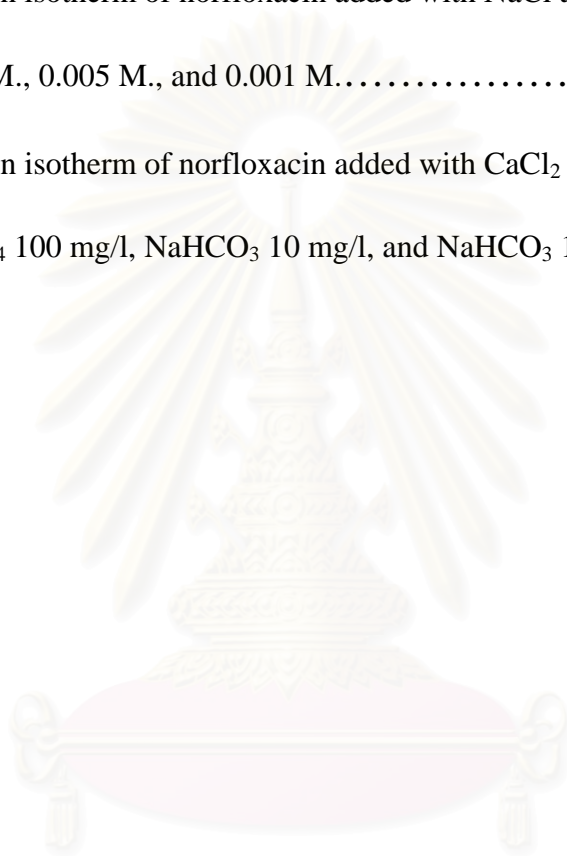 n isotherm of norfloxacin added with NaCl
M., 0.005 M., and 0.001 M.....................
n isotherm of norfloxacin added with CaCl₂
₄ 100 mg/l, NaHCO₃ 10 mg/l, and NaHCO₃ 1